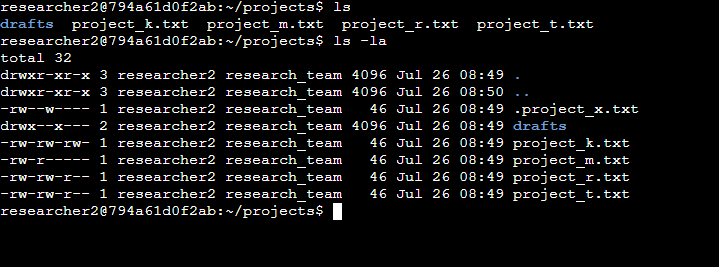 researcher2@794a61d0f2ab:~/projects$ ls
drafts  project_k.txt  project_m.txt  project_r.txt  project_t.txt
researcher2@794a61d0f2ab:~/projects$ ls -la
total 32
drwxr-xr-x 3 researcher2 research_team 4096 Jul 26 08:49 .
drwxr-xr-x 3 researcher2 research_team 4096 Jul 26 08:50 ..
-rw--w---- 1 researcher2 research_team   46 Jul 26 08:49 .project_x.txt
drwx--x--- 2 researcher2 research_team 4096 Jul 26 08:49 drafts
-rw-rw-rw- 1 researcher2 research_team   46 Jul 26 08:49 project_k.txt
-rw-r----- 1 researcher2 research_team   46 Jul 26 08:49 project_m.txt
-rw-rw-r-- 1 researcher2 research_team   46 Jul 26 08:49 project_r.txt
-rw-rw-r-- 1 researcher2 research_team   46 Jul 26 08:49 project_t.txt
researcher2@794a61d0f2ab:~/projects$